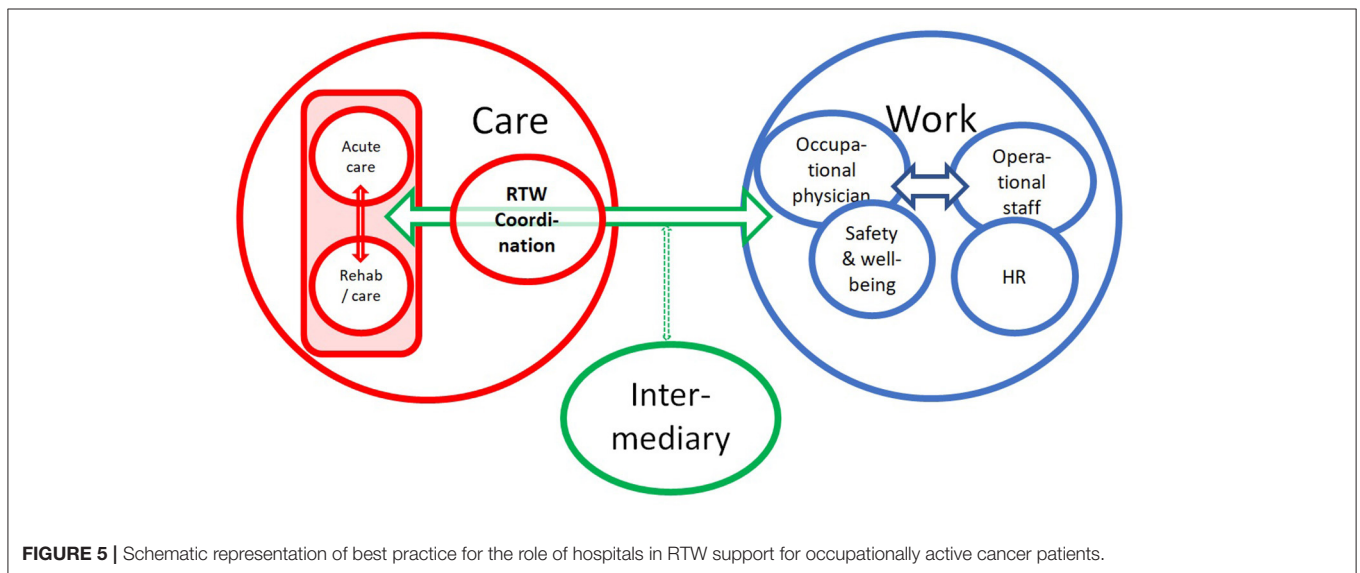 Care
Acute
care
Rehab
/ care
RTW
Coordi-
nation
Work
Occupa-
tional
physician
Opera-
tional
staff
Safety
& well-
being
HR
Inter-
mediary
FIGURE 5 | Schematic representation of best practice for the role of hospitals in RTW support for occupationally active cancer patients.